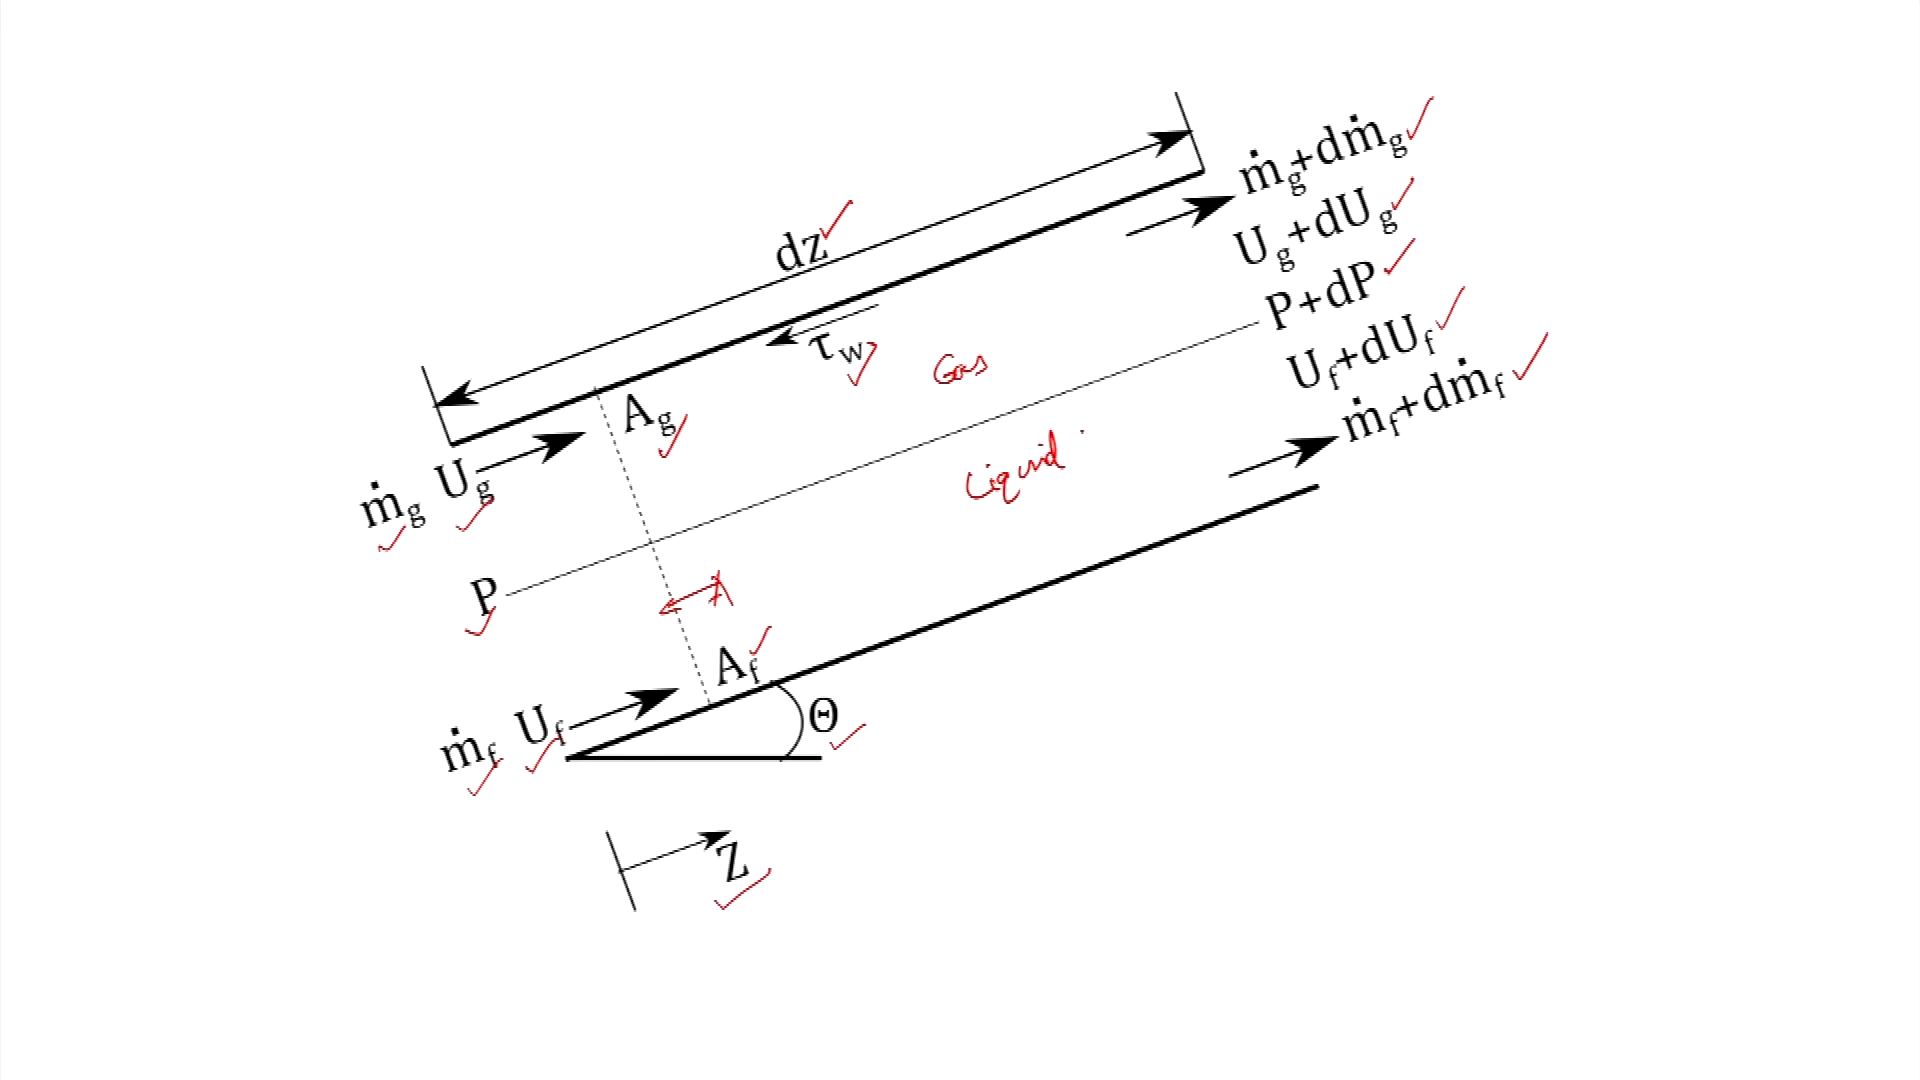 ṁg+dṁg
Ug+dUg
P+dP
Uf+dUf
ṁf+dṁf
dz
τw
Gas
Ag
Liquid
ṁg Ug
P
Af
ṁf Uf
Θ
Z